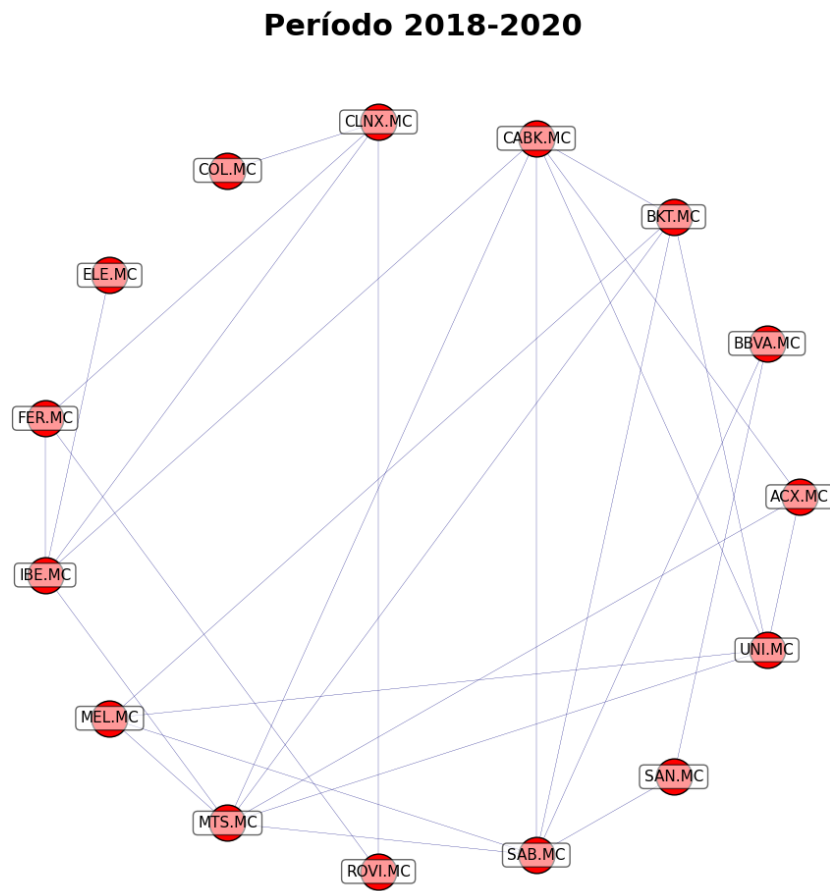 Período 2018-2020
CLNX.MC
CABK.MC
COL.MC
BKT.MC
ELE.MC
BBVA.MC
FER.MC
ACX.MC
IBE.MC
UNI.MC
MEL.MC
SAN.MC
MTS.MC
SAB.MC
ROVI.MC